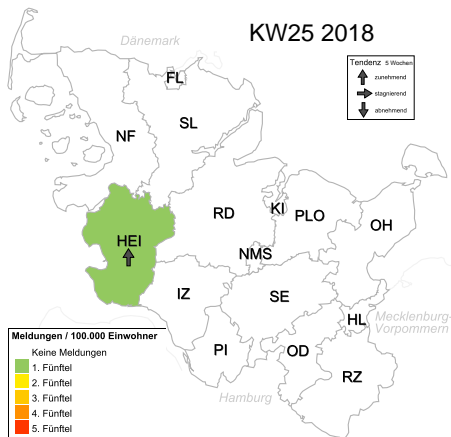 KW25 2018
Dänemark
Tendenz 5 Wochen
zunehmend
stagnierend
abnehmend
FL
SL
NF
RD
KI
PLO
OH
HEI
NMS
IZ
SE
HL
Mecklenburg-
Vorpommern
PI
OD
RZ
Hamburg
Meldungen / 100.000 Einwohner
Keine Meldungen
1. Fünftel
2. Fünftel
3. Fünftel
4. Fünftel
5. Fünftel